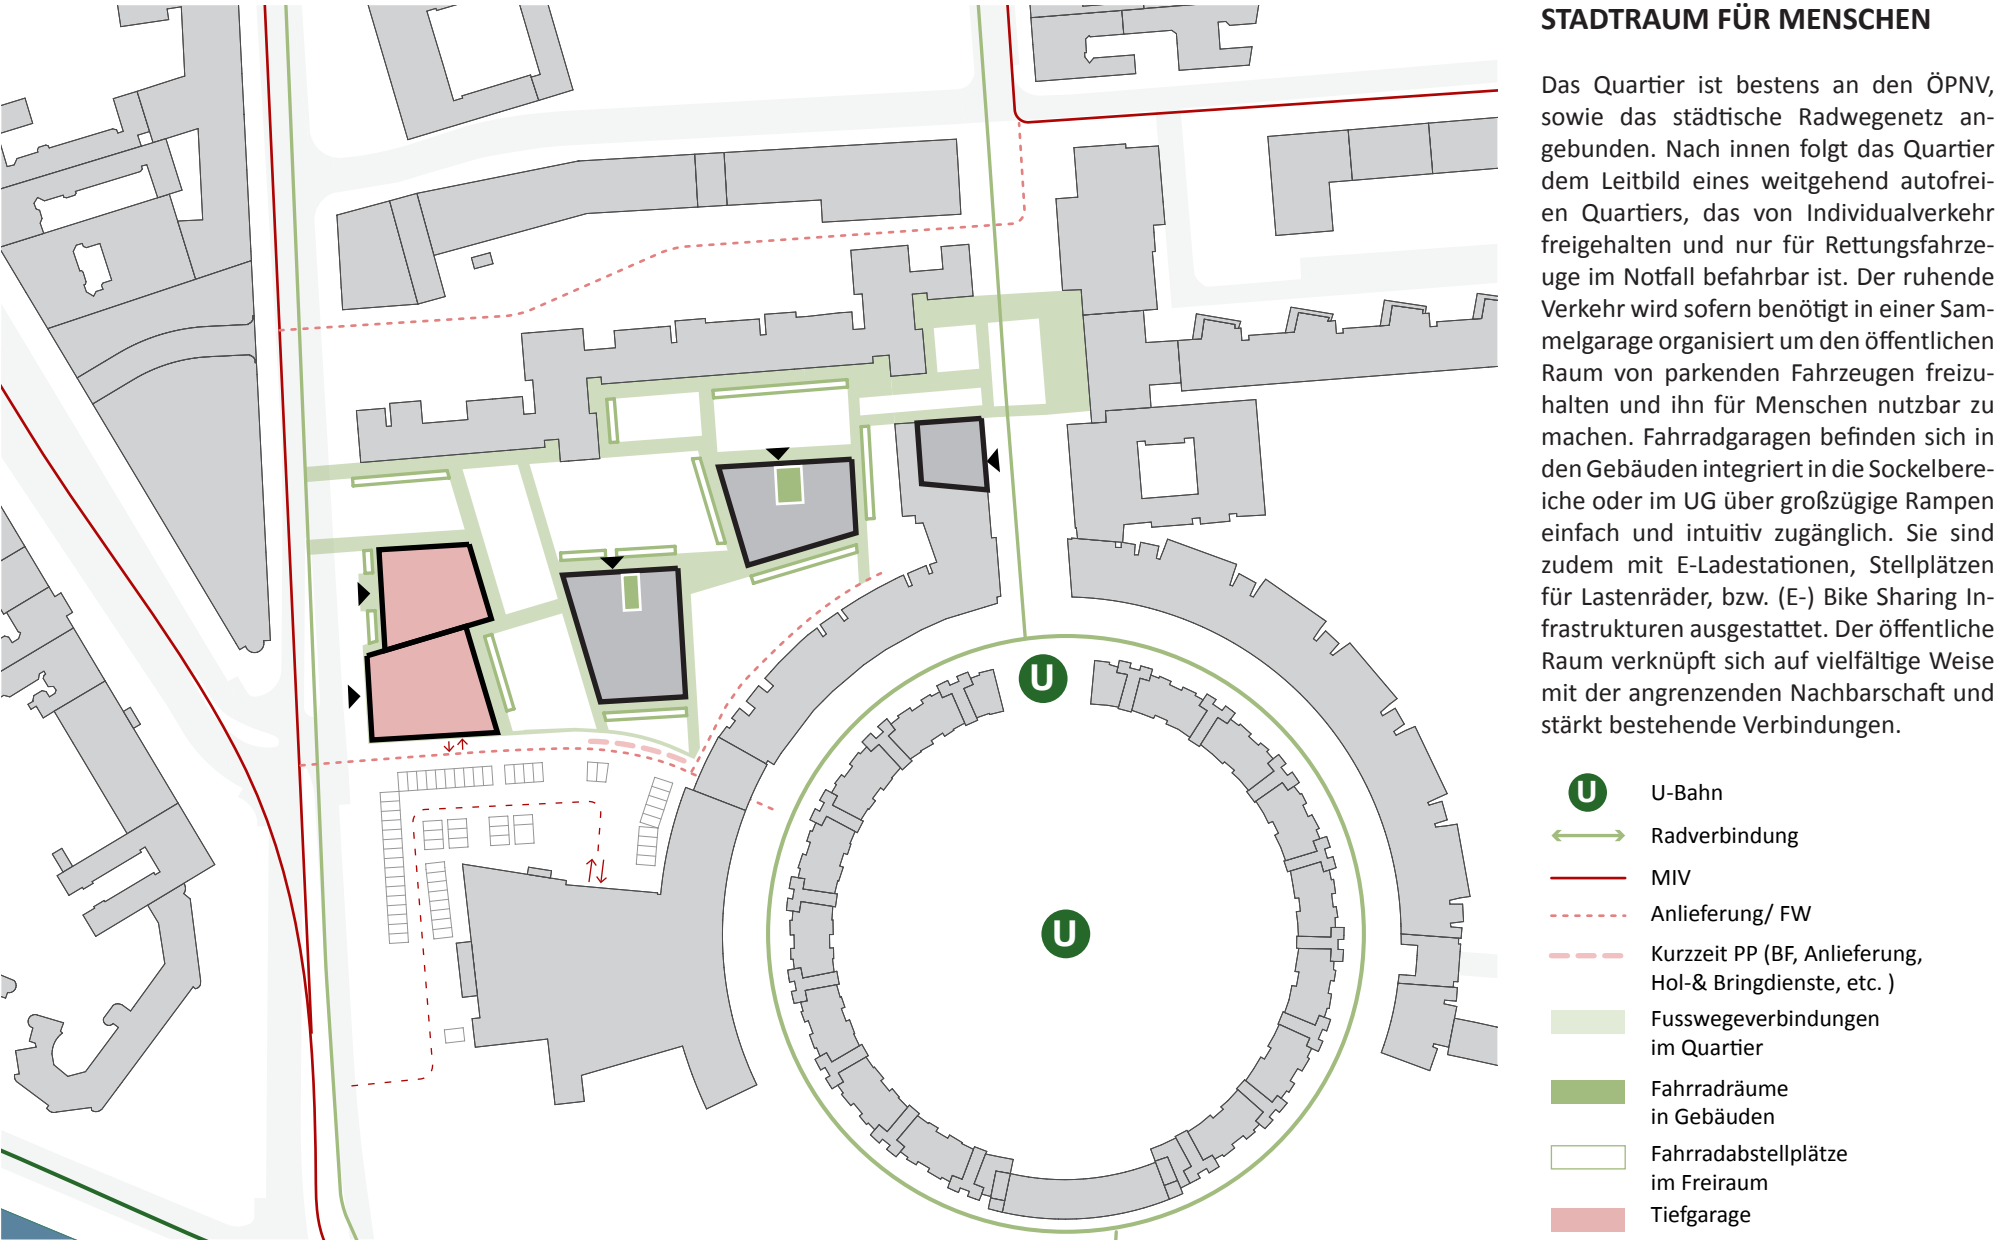 STADTRAUM FÜR MENSCHEN
Das Quartier ist bestens an den ÖPNV,
sowie das städtische Radwegenetz an-
gebunden. Nach innen folgt das Quartier
dem Leitbild eines weitgehend autofrei-
en Quartiers, das von Individualverkehr
freigehalten und nur für Rettungsfahrze-
uge im Notfall befahrbar ist. Der ruhende
Verkehr wird sofern benötigt in einer Sam-
melgarage organisiert um den öffentlichen
Raum von parkenden Fahrzeugen freizu-
halten und ihn für Menschen nutzbar zu
machen. Fahrradgaragen befinden sich in
den Gebäuden integriert in die Sockelbere-
iche oder im UG über großzügige Rampen
einfach und intuitiv zugänglich. Sie sind
zudem mit E-Ladestationen, Stellplätzen
für Lastenräder, bzw. (E-) Bike Sharing In-
frastrukturen ausgestattet. Der öffentliche
Raum verknüpft sich auf vielfältige Weise
mit der angrenzenden Nachbarschaft und
stärkt bestehende Verbindungen.
U
U
U U-Bahn
Radverbindung
MIV
Anlieferung/ FW
Kurzzeit PP (BF, Anlieferung,
Hol-& Bringdienste, etc. )
Fusswegeverbindungen
im Quartier
Fahrradräume
in Gebäuden
Fahrradabstellplätze
im Freiraum
Tiefgarage